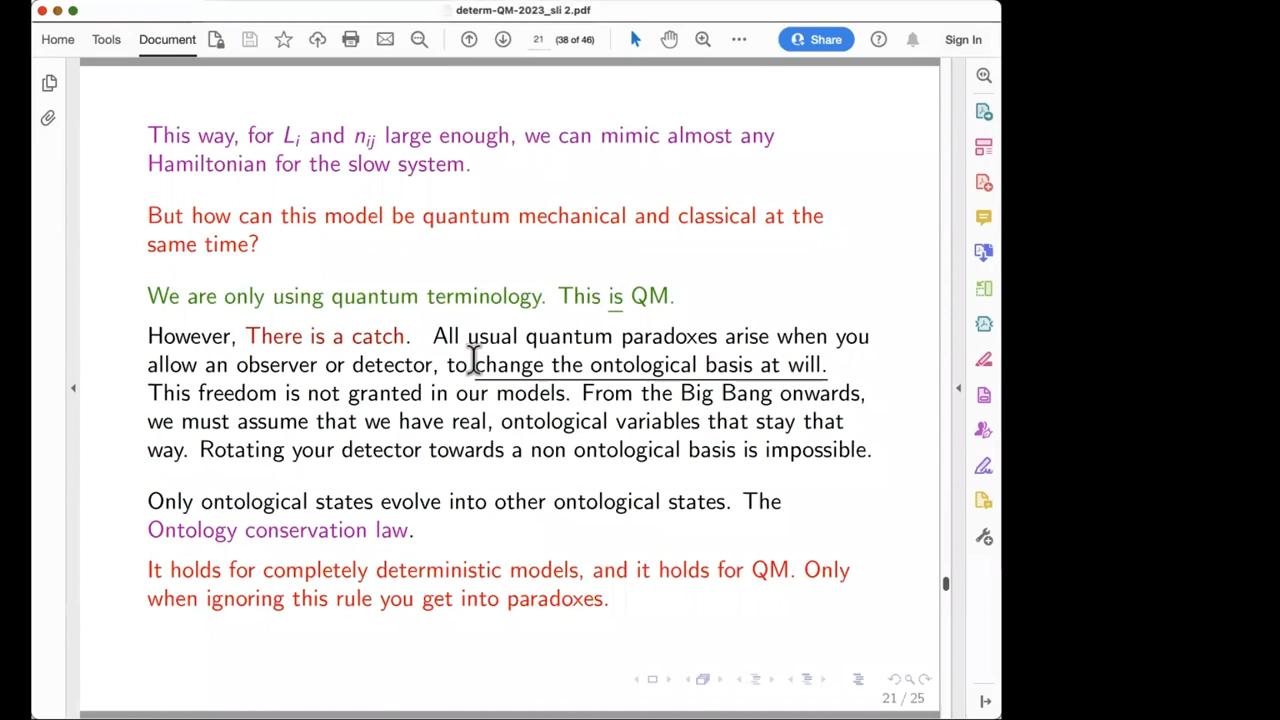 determ-QM-2023_sli 2.pdf
Home Tools Document 21 (38 of 46) Share Sign In
This way, for Li and nij large enough, we can mimic almost any
Hamiltonian for the slow system.
But how can this model be quantum mechanical and classical at the
same time?
We are only using quantum terminology. This is QM.
However, There is a catch. All usual quantum paradoxes arise when you
allow an observer or detector, to change the ontological basis at will.
This freedom is not granted in our models. From the Big Bang onwards,
we must assume that we have real, ontological variables that stay that
way. Rotating your detector towards a non ontological basis is impossible.
Only ontological states evolve into other ontological states. The
Ontology conservation law.
It holds for completely deterministic models, and it holds for QM. Only
when ignoring this rule you get into paradoxes.
21 / 25